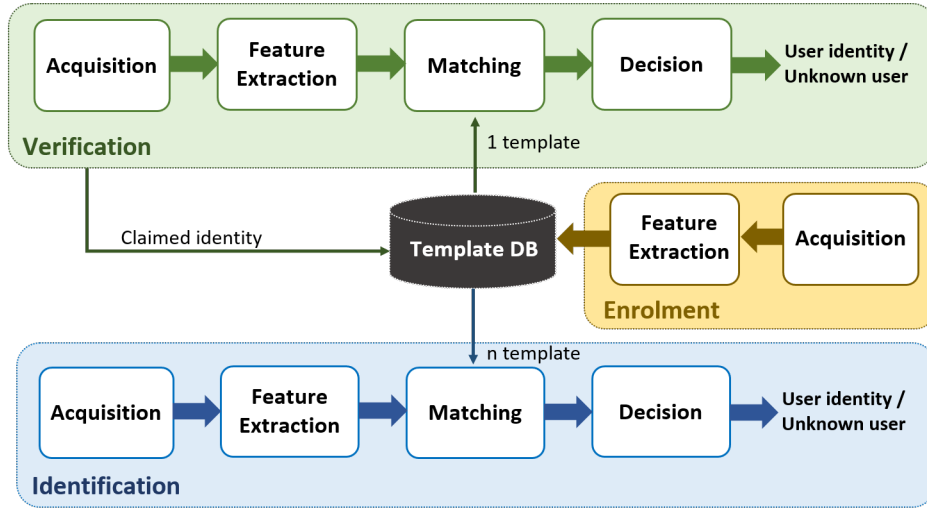 Acquisition
Feature
Extraction
Matching
Decision
User identity /
Unknown user
Verification
1 template
Claimed identity
Template DB
Feature
Extraction
Acquisition
Enrolment
n template
Acquisition
Feature
Extraction
Matching
Decision
User identity /
Unknown user
Identification